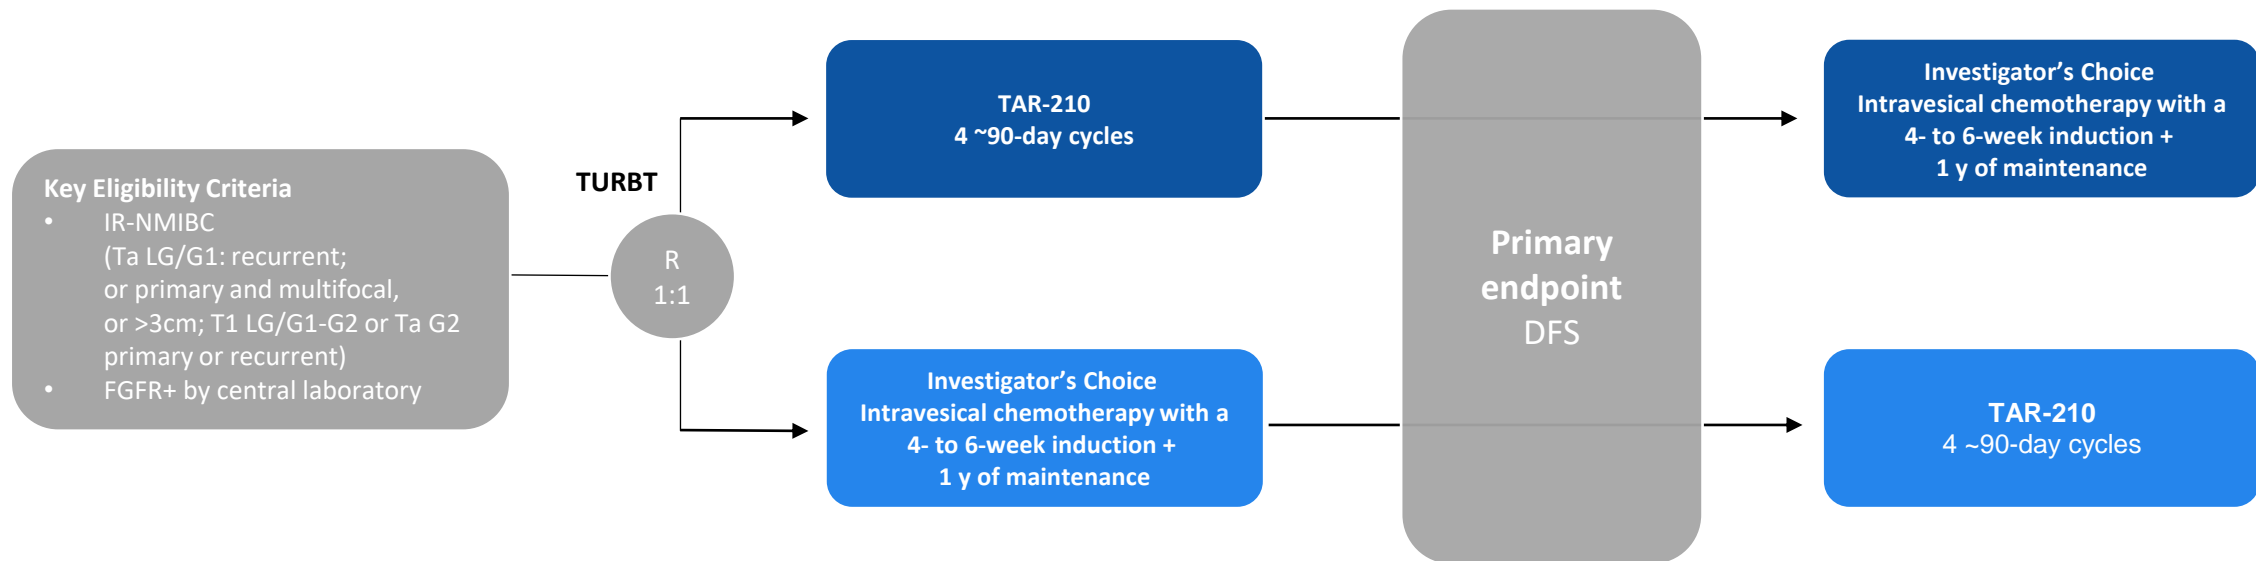 Key Eligibility Criteria
• IR-NMIBC
(Ta LG/G1: recurrent;
or primary and multifocal,
or >3cm; T1 LG/G1-G2 or Ta G2
primary or recurrent)
• FGFR+ by central laboratory
TURBT
R
1:1
TAR-210
4 ~90-day cycles
Investigator’s Choice
Intravesical chemotherapy with a
4- to 6-week induction +
1 y of maintenance
Primary
endpoint
DFS
Investigator’s Choice
Intravesical chemotherapy with a
4- to 6-week induction +
1 y of maintenance
TAR-210
4 ~90-day cycles